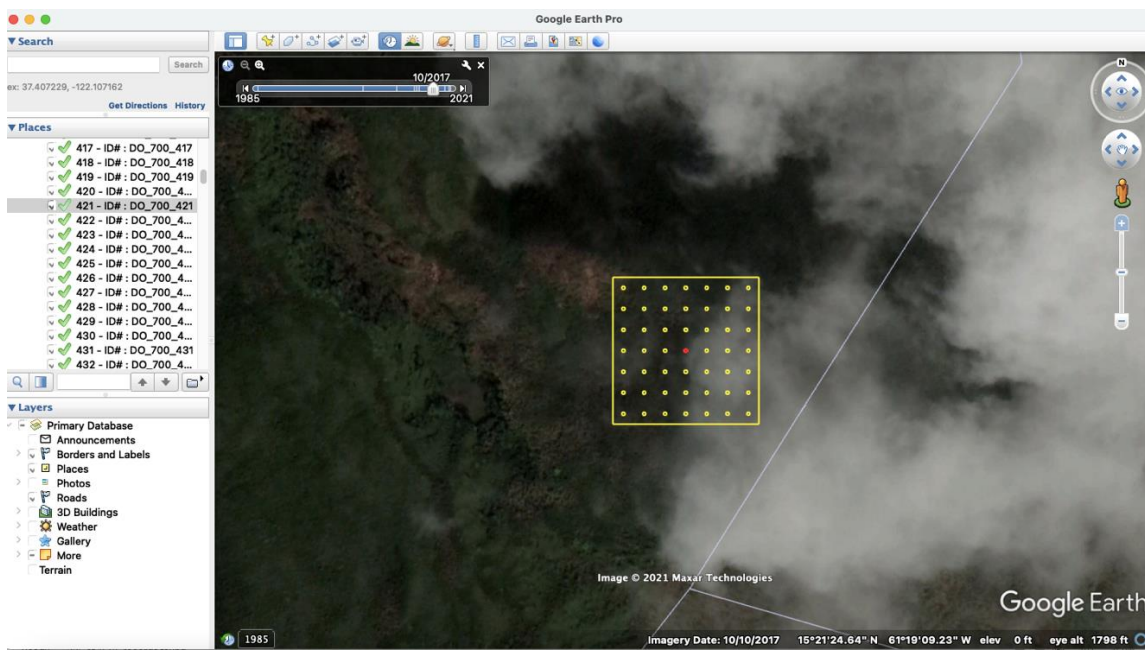 Google Earth Pro
Search
Search
ex: 37.407229, -122.107162
Get Directions History
Places
417 - ID# : DO_700_417
418 - ID# : DO_700_418
419 - ID# : DO_700_419
420 - ID# : DO_700_4...
421 - ID# : DO_700_421
422 - ID# : DO_700_4...
423 - ID# : DO_700_4...
424 - ID# : DO_700_4...
425 - ID# : DO_700_4...
426 - ID# : DO_700_4...
427 - ID# : DO_700_4...
428 - ID# : DO_700_4...
429 - ID# : DO_700_4...
430 - ID# : DO_700_4...
431 - ID# : DO_700_431
432 - ID# : DO_700_4...
Layers
Primary Database
Announcements
Borders and Labels
Places
Photos
Roads
3D Buildings
Weather
Gallery
More
Terrain
10/2017
1985 2021
N
Image © 2021 Maxar Technologies
Google Earth
1985
Imagery Date: 10/10/2017 15°21'24.64" N 61°19'09.23" W elev 0 ft eye alt 1798 ft